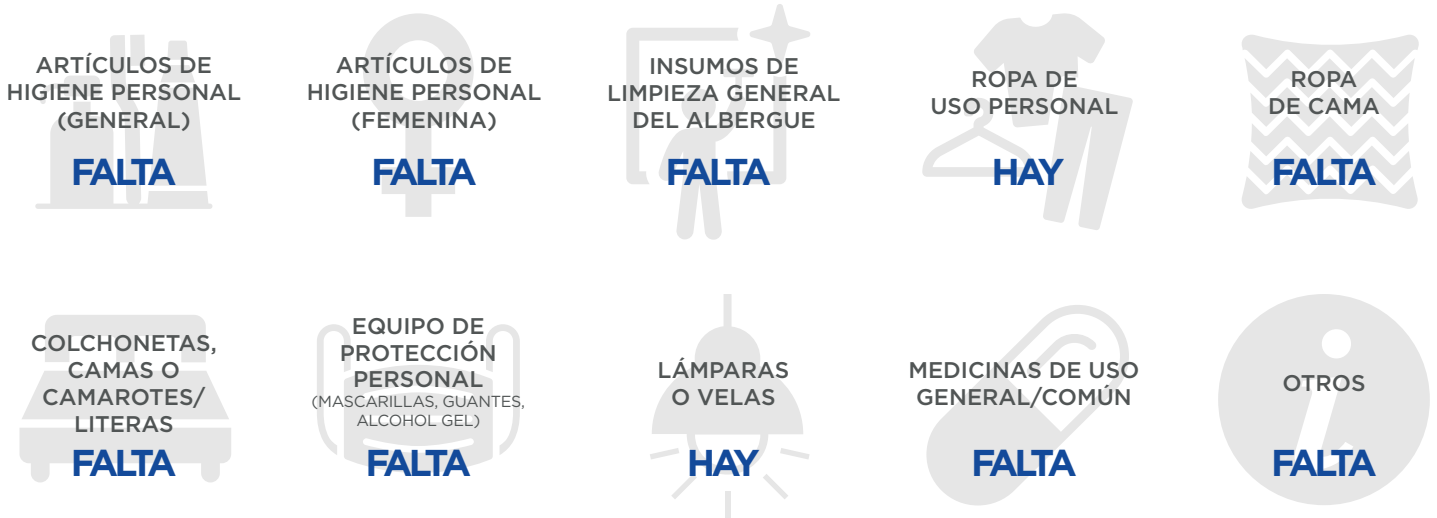 ARTÍCULOS DE
HIGIENE PERSONAL
(GENERAL)
FALTA
ARTÍCULOS DE
HIGIENE PERSONAL
(FEMENINA)
FALTA
INSUMOS DE
LIMPIEZA GENERAL
DEL ALBERGUE
FALTA
ROPA DE
USO PERSONAL
HAY
ROPA
DE CAMA
FALTA
COLCHONETAS,
CAMAS O
CAMAROTES/
LITERAS
FALTA
EQUIPO DE
PROTECCIÓN
PERSONAL
(MASCARILLAS, GUANTES,
ALCOHOL GEL)
FALTA
LÁMPARAS
O VELAS
HAY
MEDICINAS DE USO
GENERAL/COMÚN
FALTA
OTROS
FALTA